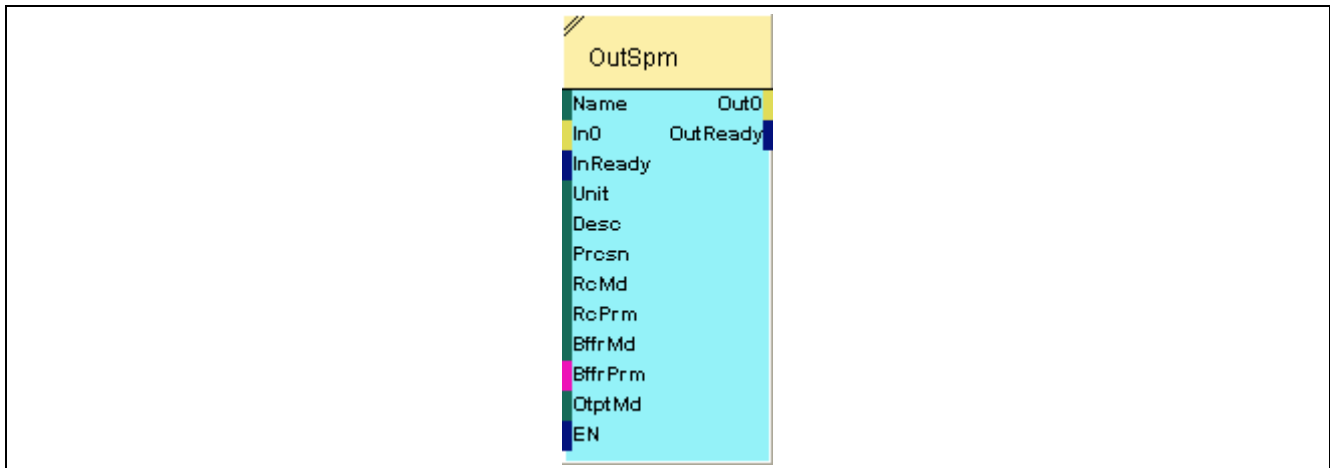 OutSpm
Name Out0
In0 OutReady
InReady
Unit
Desc
Prcsn
RcMd
RcPrm
BffrMd
BffrPrm
OtptMd
EN